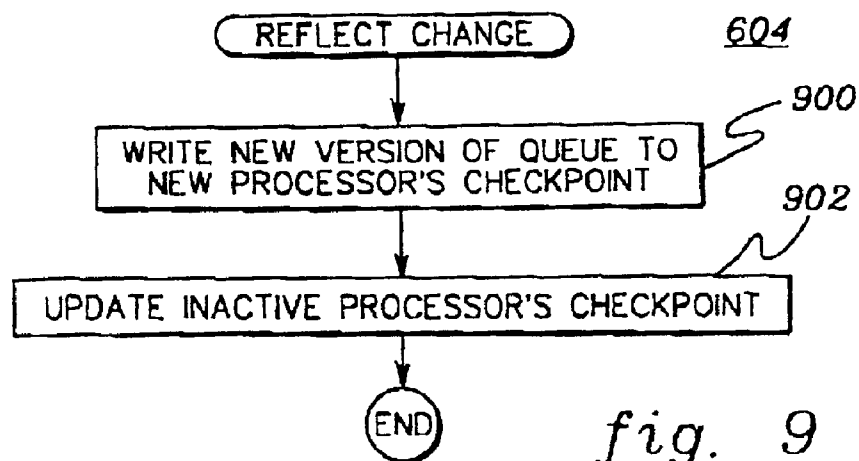 REFLECT CHANGE
604
900
WRITE NEW VERSION OF QUEUE TO
NEW PROCESSOR'S CHECKPOINT
902
UPDATE INACTIVE PROCESSOR'S CHECKPOINT
END
fig. 9